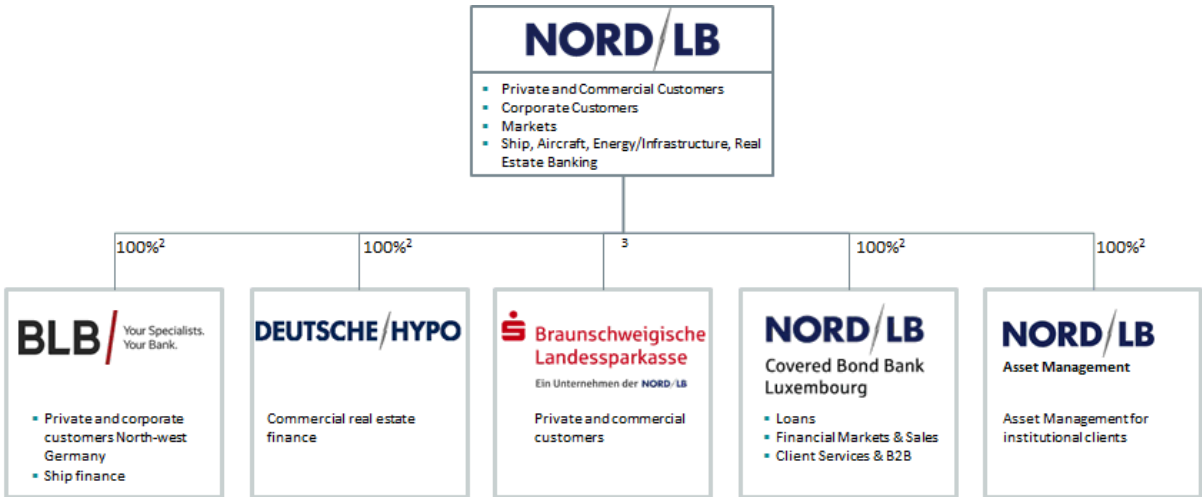 NORD/LB
▪ Private and Commercial Customers
▪ Corporate Customers
▪ Markets
▪ Ship, Aircraft, Energy/Infrastructure, Real
Estate Banking
100%²
100%²
³
100%²
100%²
BLB/ Your Specialists.
Your Bank.
▪ Private and corporate
customers North-west
Germany
▪ Ship finance
DEUTSCHE/HYPO
Commercial real estate
finance
Braunschweigische
Landessparkasse
Ein Unternehmen der NORD/LB
Private and commercial
customers
NORD/LB
Covered Bond Bank
Luxembourg
▪ Loans
▪ Financial Markets & Sales
▪ Client Services & B2B
NORD/LB
Asset Management
Asset Management for
institutional clients